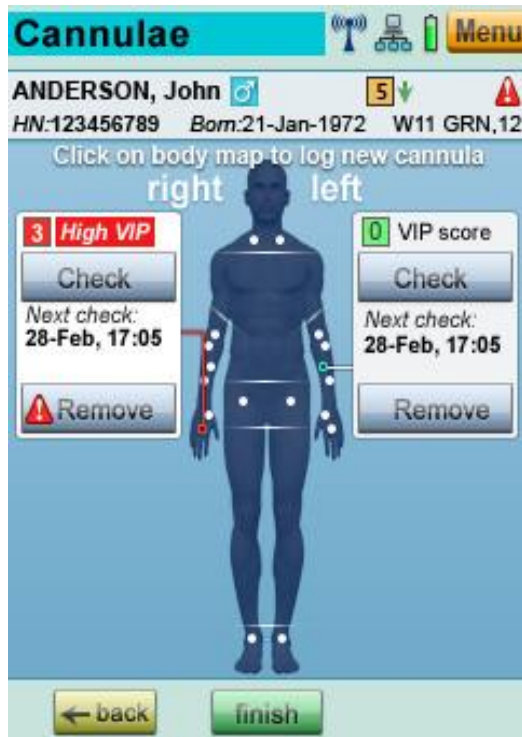 Cannulae
Menu
ANDERSON, John
5
HN:123456789 Born:21-Jan-1972 W11 GRN,12
Click on body map to log new cannula
right left
3 High VIP
Check
Next check:
28-Feb, 17:05
Remove
0 VIP score
Check
Next check:
28-Feb, 17:05
Remove
back
finish